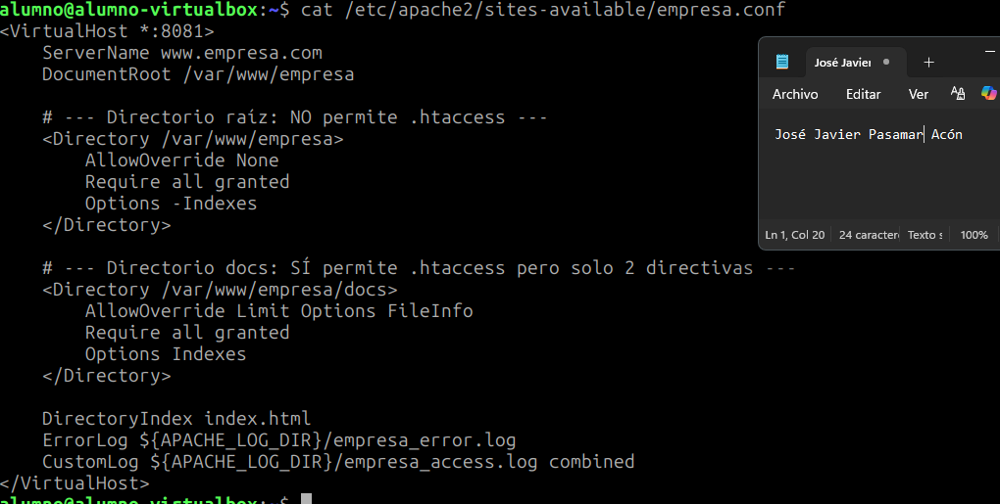 alumno@alumno-virtualbox:~$ cat /etc/apache2/sites-available/empresa.conf
<VirtualHost *:8081>
    ServerName www.empresa.com
    DocumentRoot /var/www/empresa

    # --- Directorio raíz: NO permite .htaccess ---
    <Directory /var/www/empresa>
        AllowOverride None
        Require all granted
        Options -Indexes
    </Directory>

    # --- Directorio docs: SÍ permite .htaccess pero solo 2 directivas ---
    <Directory /var/www/empresa/docs>
        AllowOverride Limit Options FileInfo
        Require all granted
        Options Indexes
    </Directory>

    DirectoryIndex index.html
    ErrorLog ${APACHE_LOG_DIR}/empresa_error.log
    CustomLog ${APACHE_LOG_DIR}/empresa_access.log combined
</VirtualHost>
alumno@alumno-virtualbox:~$
José Javier
Archivo Editar Ver
José Javier Pasamar Acón
Ln 1, Col 20 24 caracter Texto s 100%